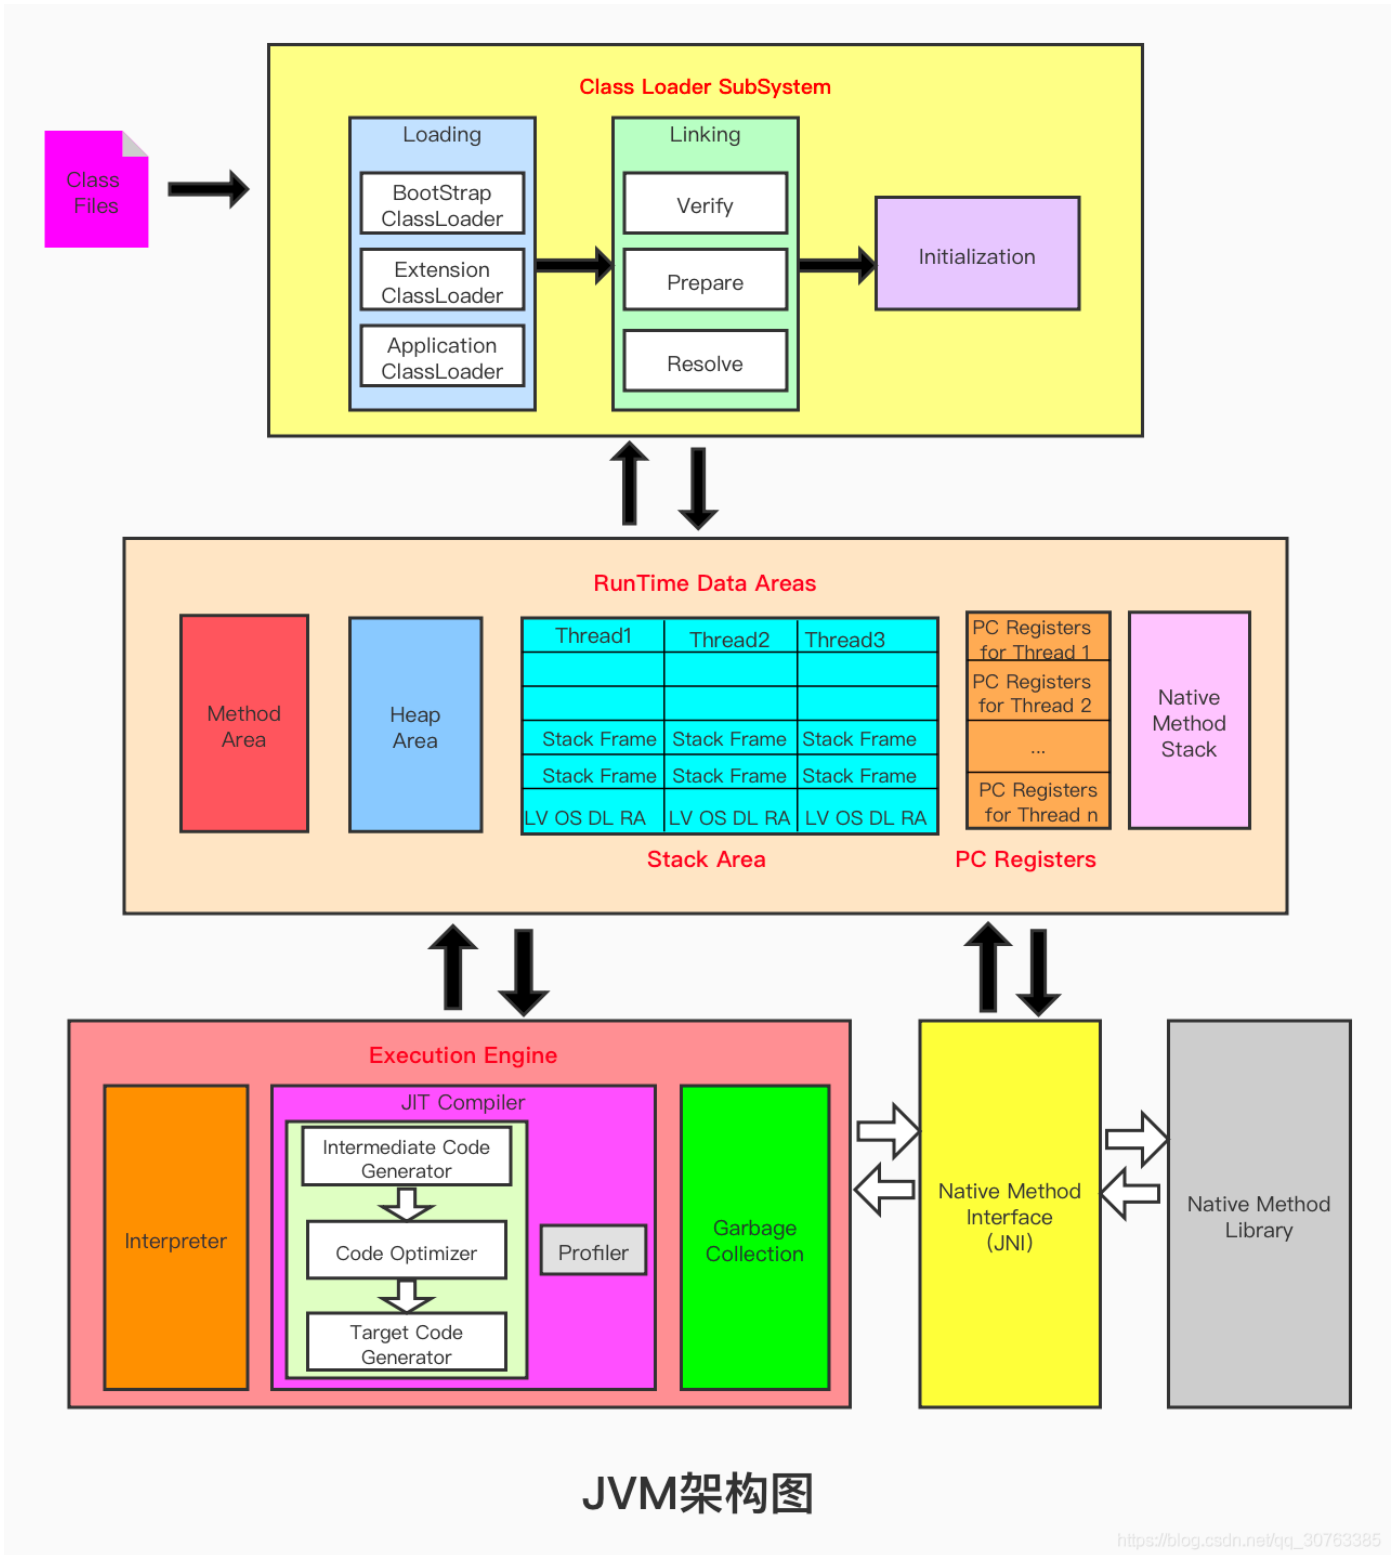 Class Loader SubSystem
Class
Files
Loading
BootStrap
ClassLoader
Extension
ClassLoader
Application
ClassLoader
Linking
Verify
Prepare
Resolve
Initialization
RunTime Data Areas
Method
Area
Heap
Area
Thread1 Thread2 Thread3
Stack Frame Stack Frame Stack Frame
Stack Frame Stack Frame Stack Frame
LV OS DL RA LV OS DL RA LV OS DL RA
Stack Area
PC Registers
for Thread 1
PC Registers
for Thread 2
...
PC Registers
for Thread n
PC Registers
Native
Method
Stack
Execution Engine
Interpreter
JIT Compiler
Intermediate Code
Generator
Code Optimizer
Target Code
Generator
Profiler
Garbage
Collection
Native Method
Interface
(JNI)
Native Method
Library
JVM架构图
https://blog.csdn.net/qq_30763385